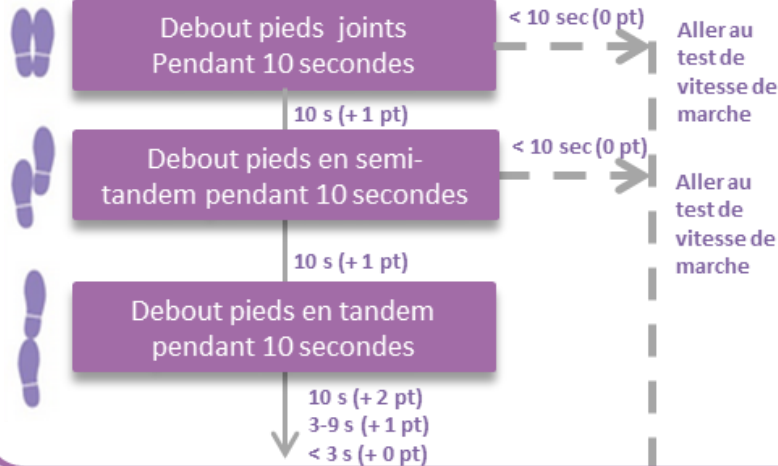 Debout pieds joints
Pendant 10 secondes
< 10 sec (0 pt)
Aller au
test de
vitesse de
marche
10 s (+ 1 pt)
Debout pieds en semi-
tandem pendant 10 secondes
< 10 sec (0 pt)
Aller au
test de
vitesse de
marche
10 s (+ 1 pt)
Debout pieds en tandem
pendant 10 secondes
10 s (+ 2 pt)
3-9 s (+ 1 pt)
< 3 s (+ 0 pt)